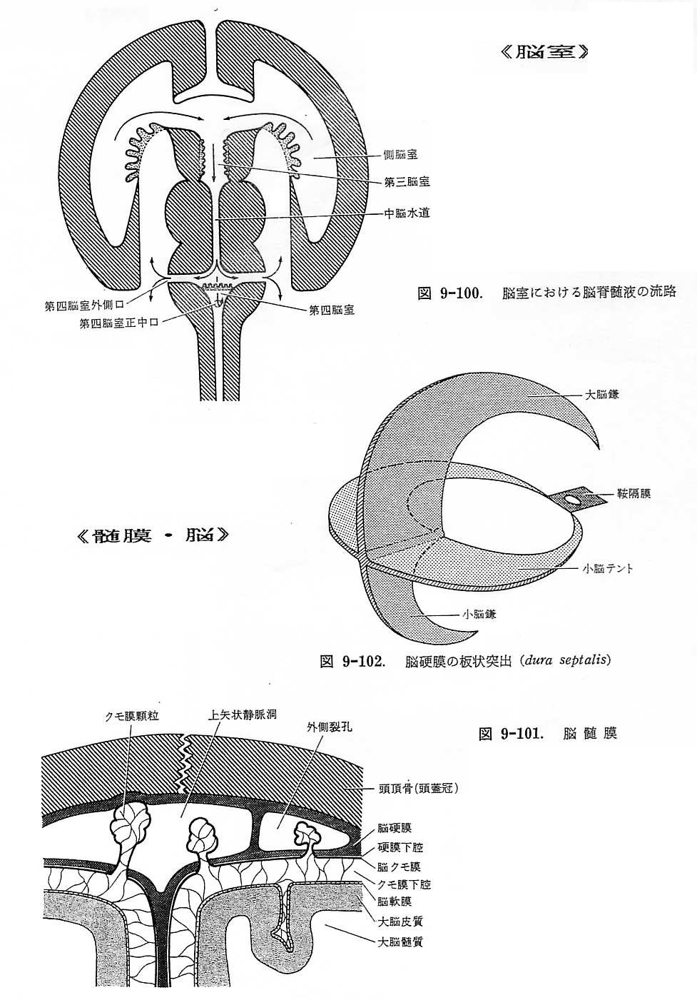 《脳室》
側脳室
第三脳室
中脳水道
第四脳室外側口
第四脳室正中口
第四脳室
図 9-100. 脳室における脳脊髄液の流路
大脳鎌
鞍隔膜
小脳テント
小脳鎌
図 9-102. 脳硬膜の板状突出 (dura septalis)
《髄膜・脳》
クモ膜顆粒
上矢状静脈洞
外側裂孔
図 9-101. 脳髄膜
頭頂骨(頭蓋冠)
脳硬膜
硬膜下腔
脳クモ膜
クモ膜下腔
脳軟膜
大脳皮質
大脳髄質